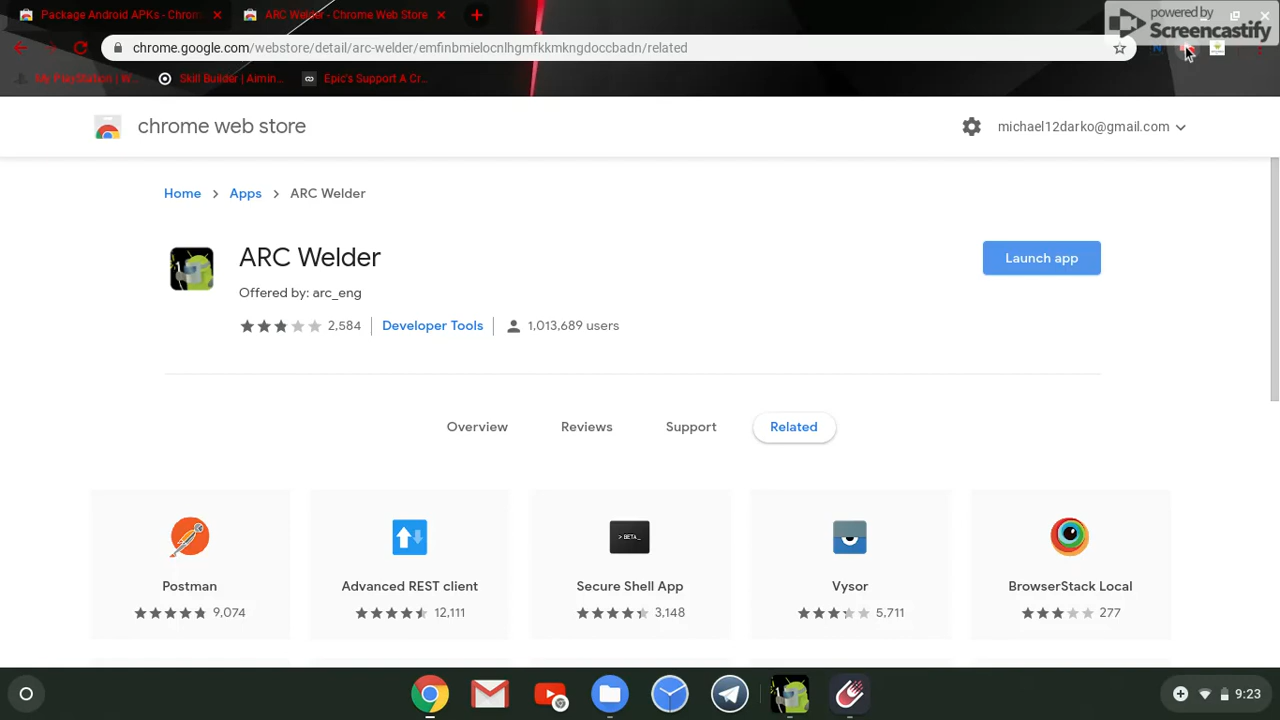 Package Android APKs - Chrom
ARC Welder - Chrome Web Store
powered by
Screencastify
chrome.google.com/webstore/detail/arc-welder/emfinbmielocnlhgmfkkmkngdoccbadn/related
N
My PlayStation | W...
Skill Builder | Aimin...
Epic's Support A Cr...
chrome web store
michael12darko@gmail.com
Home > Apps > ARC Welder
ARC Welder
Launch app
Offered by: arc_eng
2,584
Developer Tools
1,013,689 users
Overview
Reviews
Support
Related
> BETA_
Postman
Advanced REST client
Secure Shell App
Vysor
BrowserStack Local
9,074
12,111
3,148
5,711
277
9:23